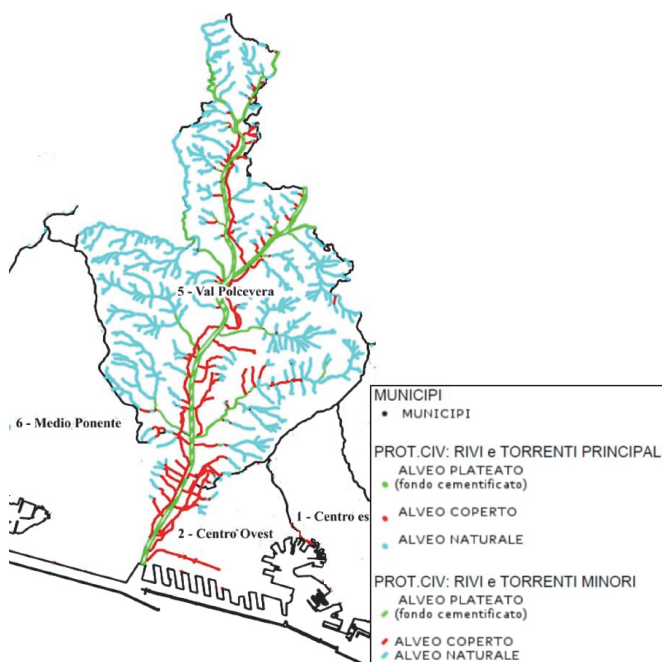 5 - Val Polcevera
6 - Medio Ponente
1 - Centro es
2 - Centro Ovest
MUNICIPI
MUNICIPI
PROT.CIV: RIVI e TORRENTI PRINCIPALI
ALVEO PLATEATO
(fondo cementificato)
ALVEO COPERTO
ALVEO NATURALE
PROT.CIV: RIVI e TORRENTI MINORI
ALVEO PLATEATO
(fondo cementificato)
ALVEO COPERTO
ALVEO NATURALE